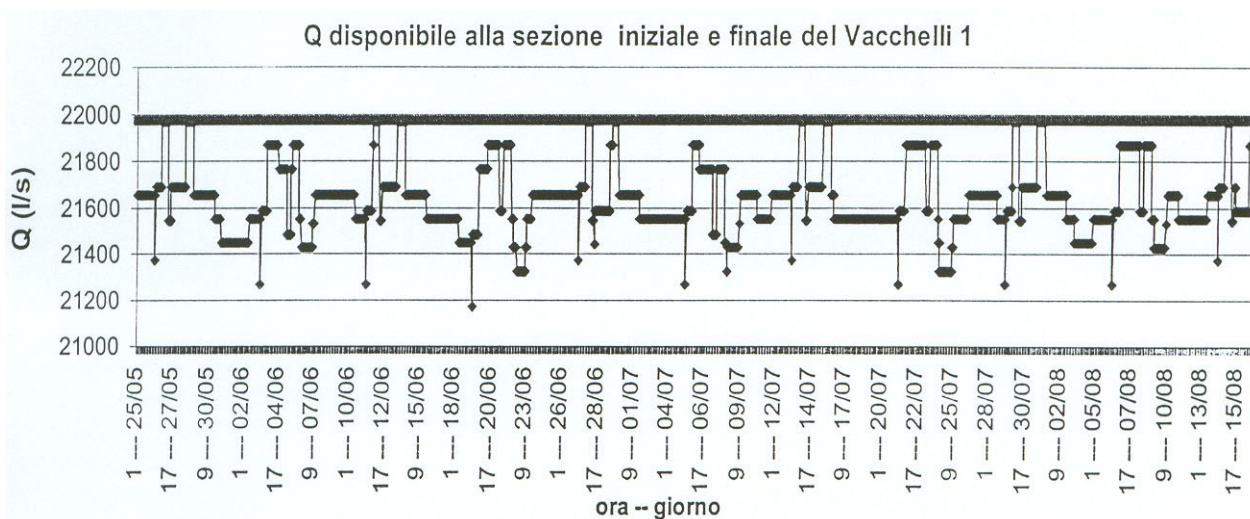 Q disponibile alla sezione iniziale e finale del Vacchelli 1
Q (l/s)
22200
22000
21800
21600
21400
21200
21000
1 --- 25/05
17 --- 27/05
9 --- 30/05
1 --- 02/06
17 --- 04/06
9 --- 07/06
1 --- 10/06
17 --- 12/06
9 --- 15/06
1 --- 18/06
17 --- 20/06
9 --- 23/06
1 --- 26/06
17 --- 28/06
9 --- 01/07
1 --- 04/07
17 --- 06/07
9 --- 09/07
1 --- 12/07
17 --- 14/07
9 --- 17/07
1 --- 20/07
17 --- 22/07
9 --- 25/07
1 --- 28/07
17 --- 30/07
9 --- 02/08
1 --- 05/08
17 --- 07/08
9 --- 10/08
1 --- 13/08
17 --- 15/08
ora -- giorno